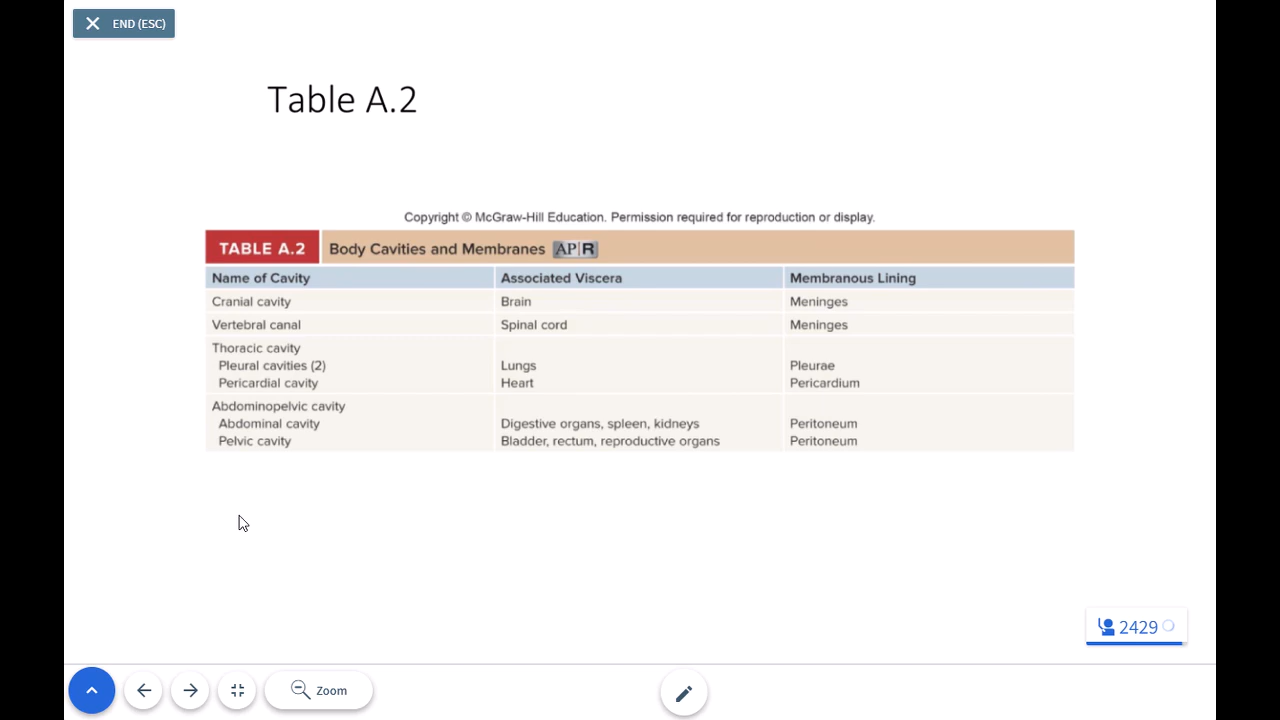 END (ESC)
Table A.2
Copyright © McGraw-Hill Education. Permission required for reproduction or display.
TABLE A.2 Body Cavities and Membranes AP|R
Name of Cavity Associated Viscera Membranous Lining
Cranial cavity Brain Meninges
Vertebral canal Spinal cord Meninges
Thoracic cavity
Pleural cavities (2) Lungs Pleurae
Pericardial cavity Heart Pericardium
Abdominopelvic cavity
Abdominal cavity Digestive organs, spleen, kidneys Peritoneum
Pelvic cavity Bladder, rectum, reproductive organs Peritoneum
2429
Zoom